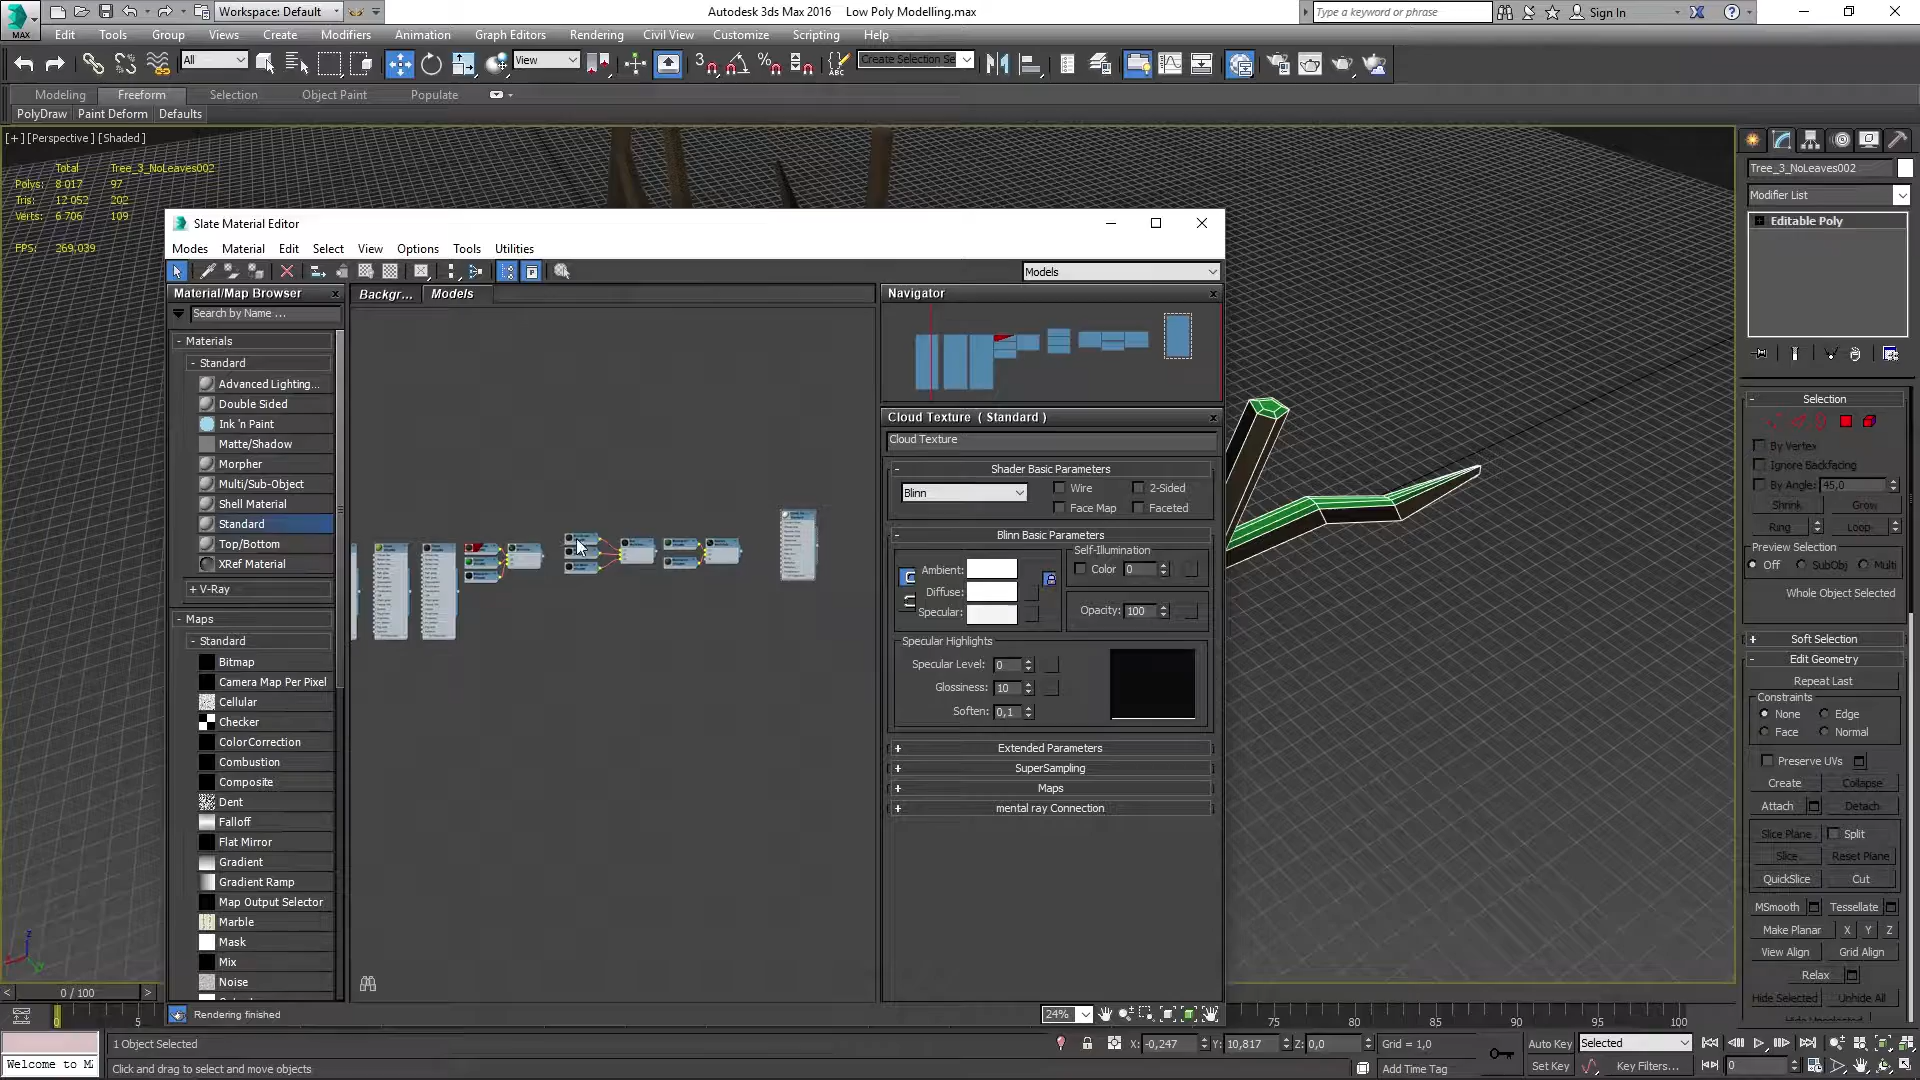 Workspace: Default
Autodesk 3ds Max 2016 Low Poly Modelling.max
Type a keyword or phrase
Sign In
MAX
Edit Tools Group Views Create Modifiers Animation Graph Editors Rendering Civil View Customize Scripting Help
All
View
Create Selection Se
Modeling Freeform Selection Object Paint Populate
PolyDraw Paint Deform Defaults
[+] [Perspective] [Shaded]
Total Tree_3_NoLeaves002
Polys: 8 017 97
Tris: 12 052 202
Verts: 6 706 109
FPS: 269,039
Slate Material Editor
Modes Material Edit Select View Options Tools Utilities
Models
Material/Map Browser
Backgr... Models
Search by Name ...
- Materials
- Standard
Advanced Lighting...
Double Sided
Ink 'n Paint
Matte/Shadow
Morpher
Multi/Sub-Object
Shell Material
Standard
Top/Bottom
XRef Material
+ V-Ray
- Maps
- Standard
Bitmap
Camera Map Per Pixel
Cellular
Checker
ColorCorrection
Combustion
Composite
Dent
Falloff
Flat Mirror
Gradient
Gradient Ramp
Map Output Selector
Marble
Mask
Mix
Noise
Navigator
Cloud Texture ( Standard )
Cloud Texture
- Shader Basic Parameters
Blinn
Wire 2-Sided
Face Map Faceted
- Blinn Basic Parameters
Self-Illumination
Ambient:
Color 0
Diffuse:
Specular:
Opacity: 100
Specular Highlights
Specular Level: 0
Glossiness: 10
Soften: 0,1
+ Extended Parameters
+ SuperSampling
+ Maps
+ mental ray Connection
24%
Rendering finished
Tree_3_NoLeaves002
Modifier List
Editable Poly
- Selection
By Vertex
Ignore Backfacing
By Angle: 45,0
Shrink Grow
Ring Loop
Preview Selection
Off SubObj Multi
Whole Object Selected
+ Soft Selection
- Edit Geometry
Repeat Last
Constraints
None Edge
Face Normal
Preserve UVs
Create Collapse
Attach Detach
Slice Plane Split
Slice Reset Plane
QuickSlice Cut
MSmooth Tessellate
Make Planar X Y Z
View Align Grid Align
Relax
Hide Selected Unhide All
0 / 100
5 75 80 85 90 95 100
1 Object Selected
X: -0,247 Y: 10,817 Z: 0,0
Grid = 1,0
Auto Key Selected
Welcome to M
Click and drag to select and move objects
Add Time Tag
Set Key Key Filters...
0